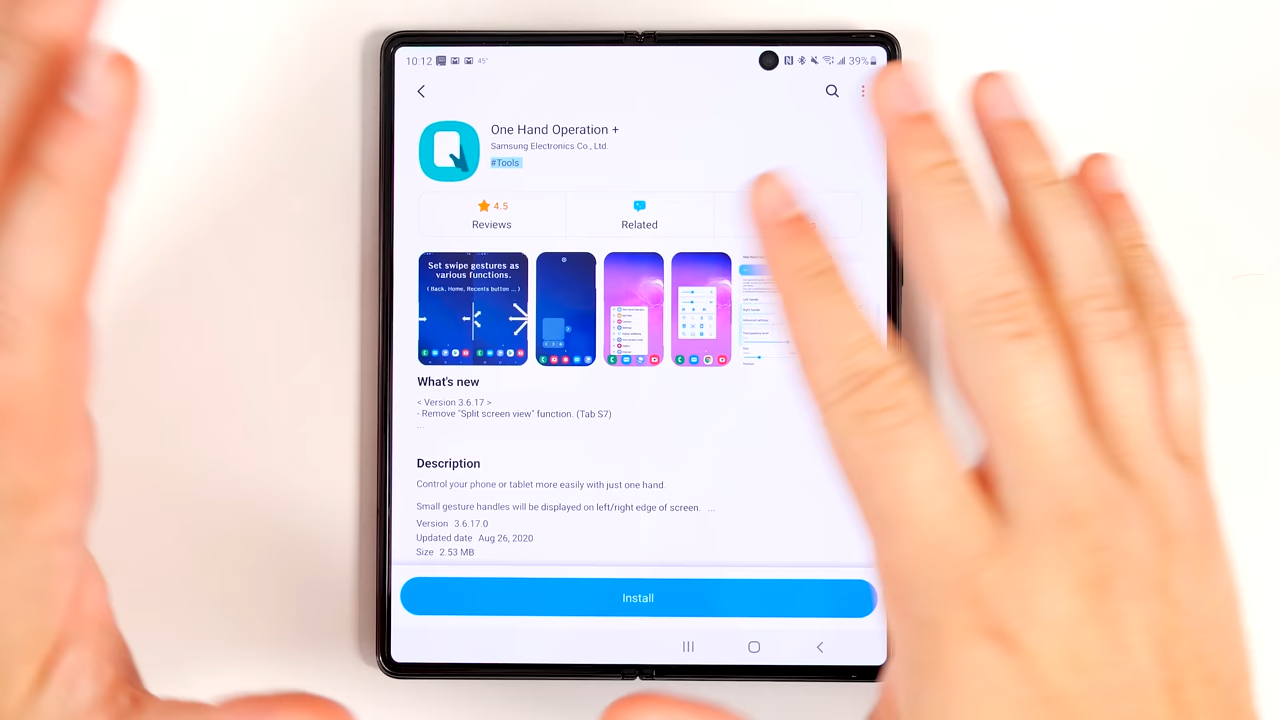 10:12 45° 39%
One Hand Operation +
Samsung Electronics Co., Ltd.
#Tools
4.5
Reviews
Related
Set swipe gestures as
various functions.
( Back, Home, Recents button ... )
What's new
< Version 3.6.17 >
- Remove "Split screen view" function. (Tab S7)
...
Description
Control your phone or tablet more easily with just one hand.
Small gesture handles will be displayed on left/right edge of screen. ...
Version 3.6.17.0
Updated date Aug 26, 2020
Size 2.53 MB
Install